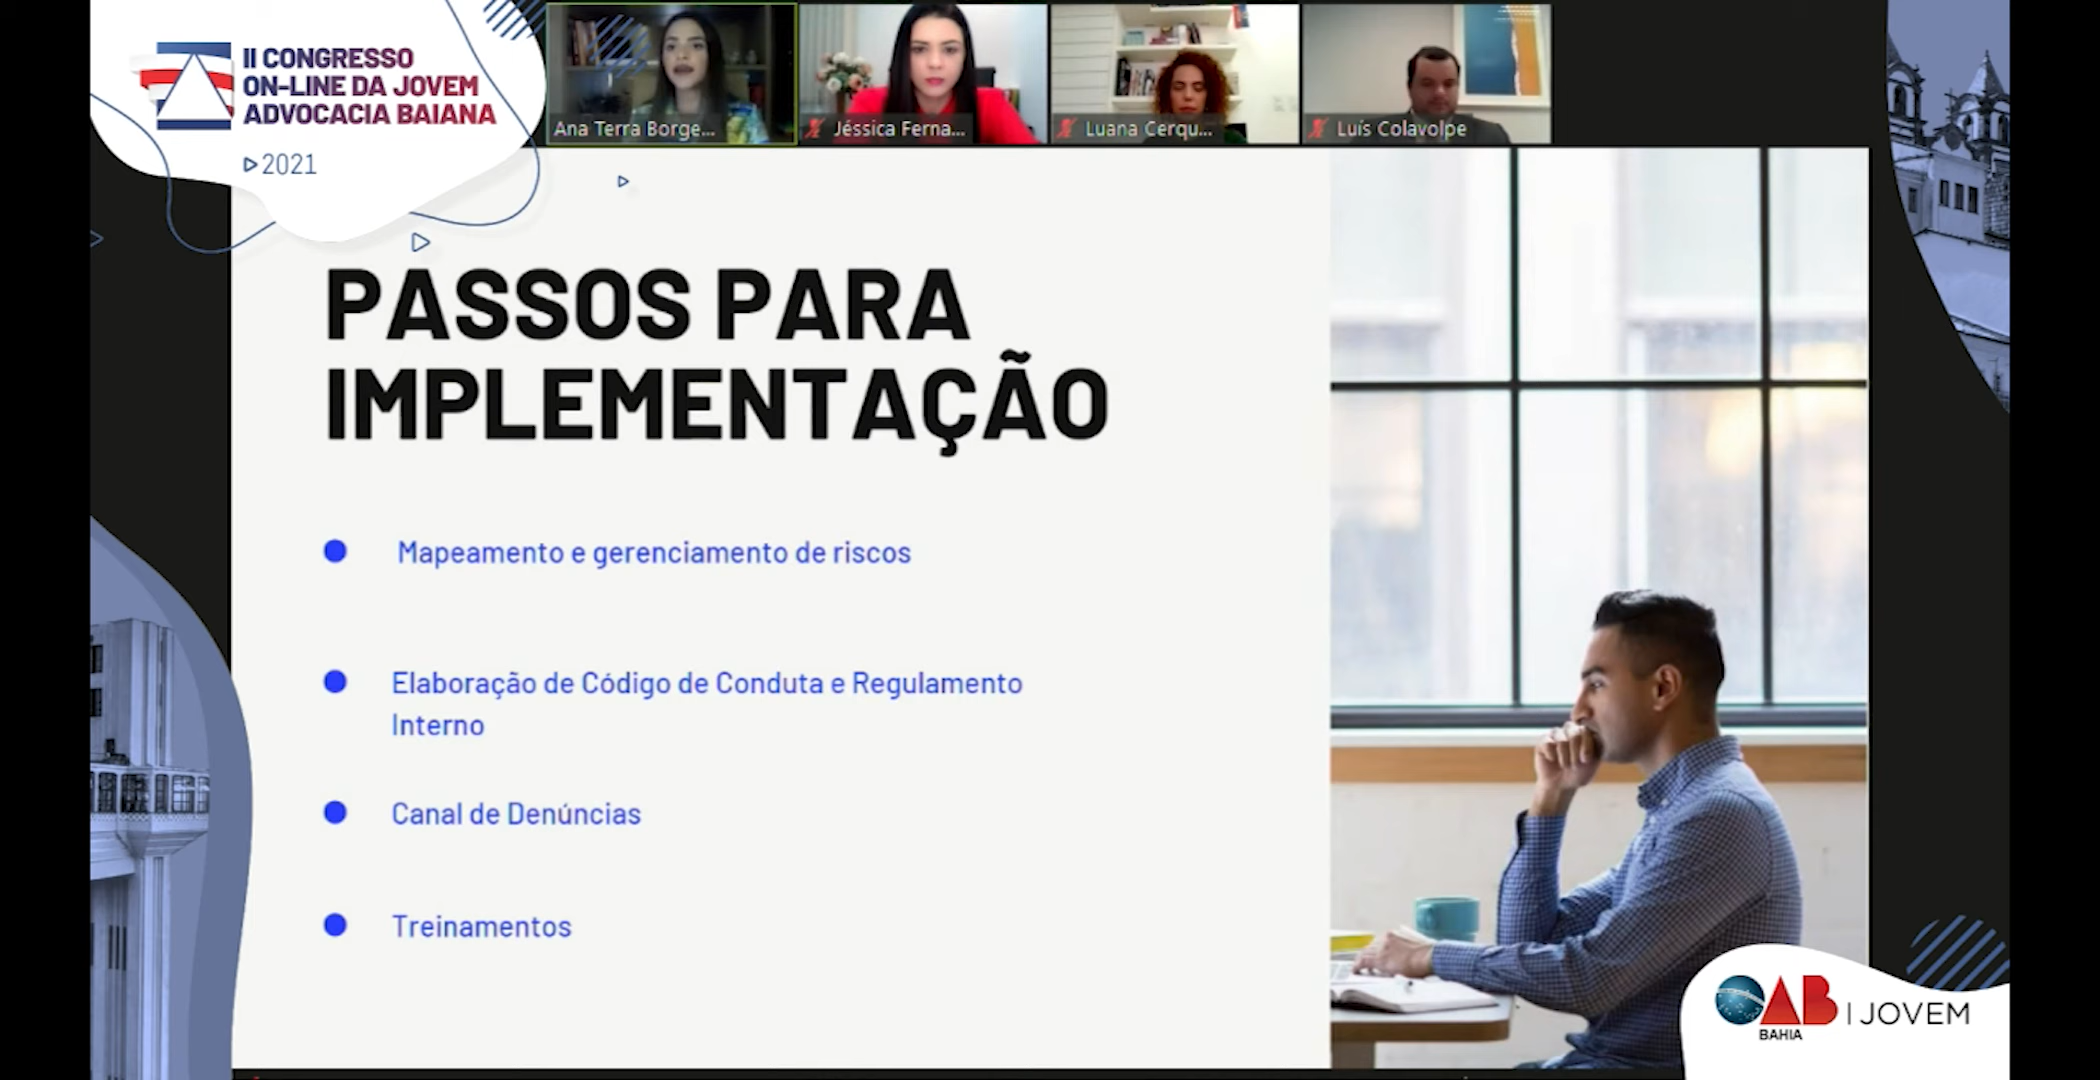 II CONGRESSO
ON-LINE DA JOVEM
ADVOCACIA BAIANA
2021
Ana Terra Borge...
Jéssica Ferna...
Luana Cerqu...
Luís Colavolpe
PASSOS PARA
IMPLEMENTAÇÃO
Mapeamento e gerenciamento de riscos
Elaboração de Código de Conduta e Regulamento
Interno
Canal de Denúncias
Treinamentos
OAB | JOVEM
BAHIA